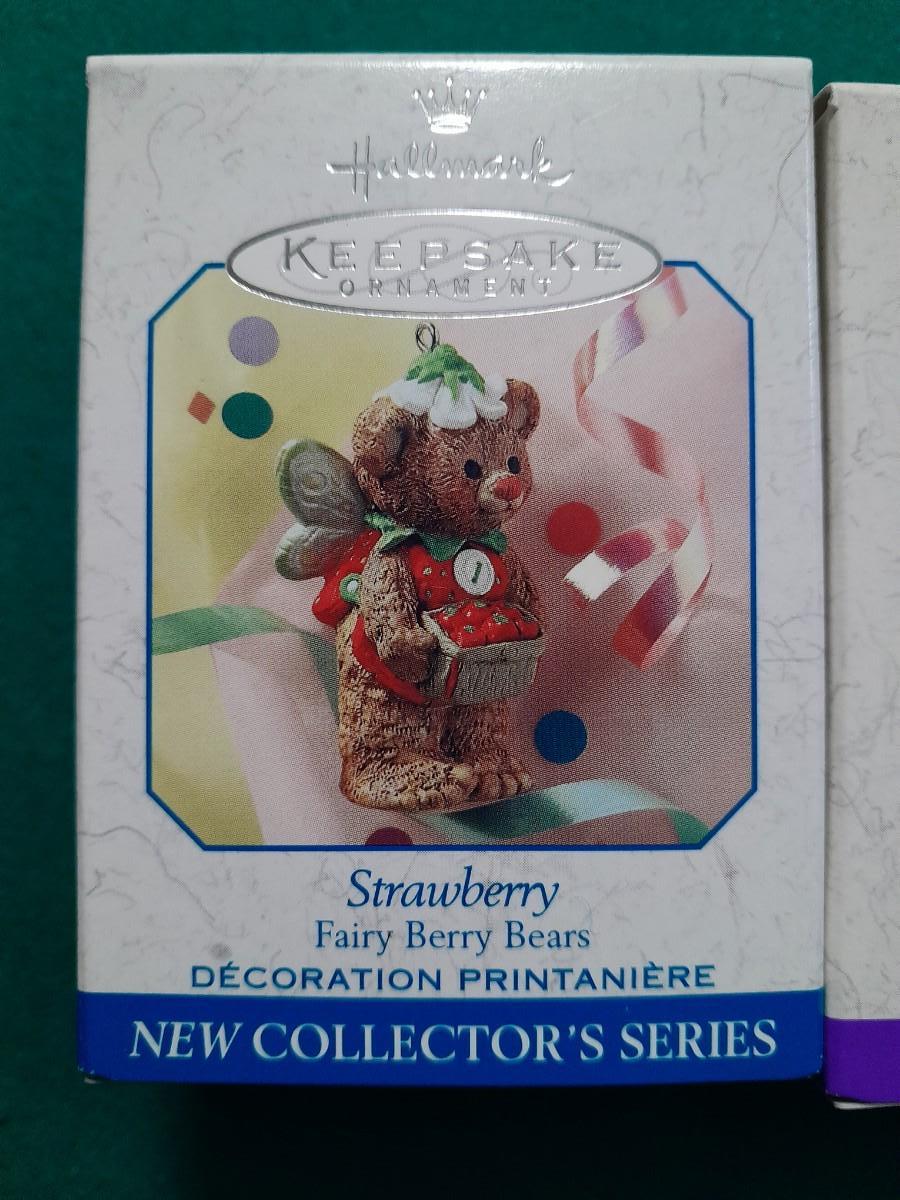 Hallmark
KEEPSAKE
ORNAMENT
1
Strawberry
Fairy Berry Bears
DÉCORATION PRINTANIÈRE
NEW COLLECTOR'S SERIES